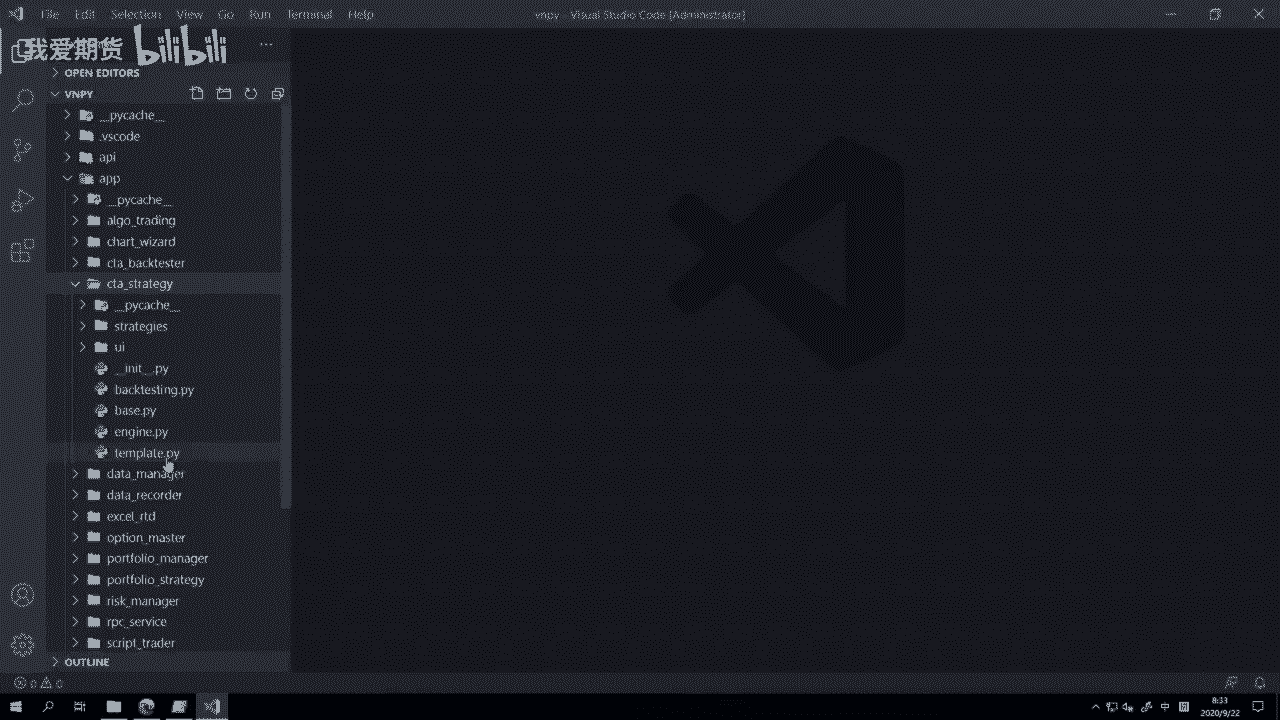 File Edit Selection View Go Run Terminal Help
vnpy - Visual Studio Code [Administrator]
我爱期货 bilibili
OPEN EDITORS
VNPY
__pycache__
.vscode
api
app
__pycache__
algo_trading
chart_wizard
cta_backtester
cta_strategy
__pycache__
strategies
ui
__init__.py
backtesting.py
base.py
engine.py
template.py
data_manager
data_recorder
excel_rtd
option_master
portfolio_manager
portfolio_strategy
risk_manager
rpc_service
script_trader
OUTLINE
0 0
中
8:33
2020/9/22